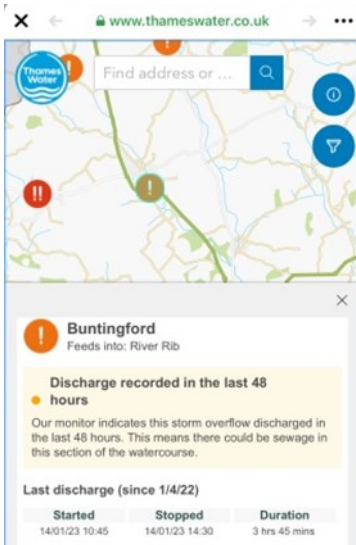 www.thameswater.co.uk
Thames
Water
Find address or ...
Buntingford
Feeds into: River Rib
Discharge recorded in the last 48
hours
Our monitor indicates this storm overflow discharged in
the last 48 hours. This means there could be sewage in
this section of the watercourse.
Last discharge (since 1/4/22)
Started Stopped Duration
14/01/23 10:45 14/01/23 14:30 3 hrs 45 mins